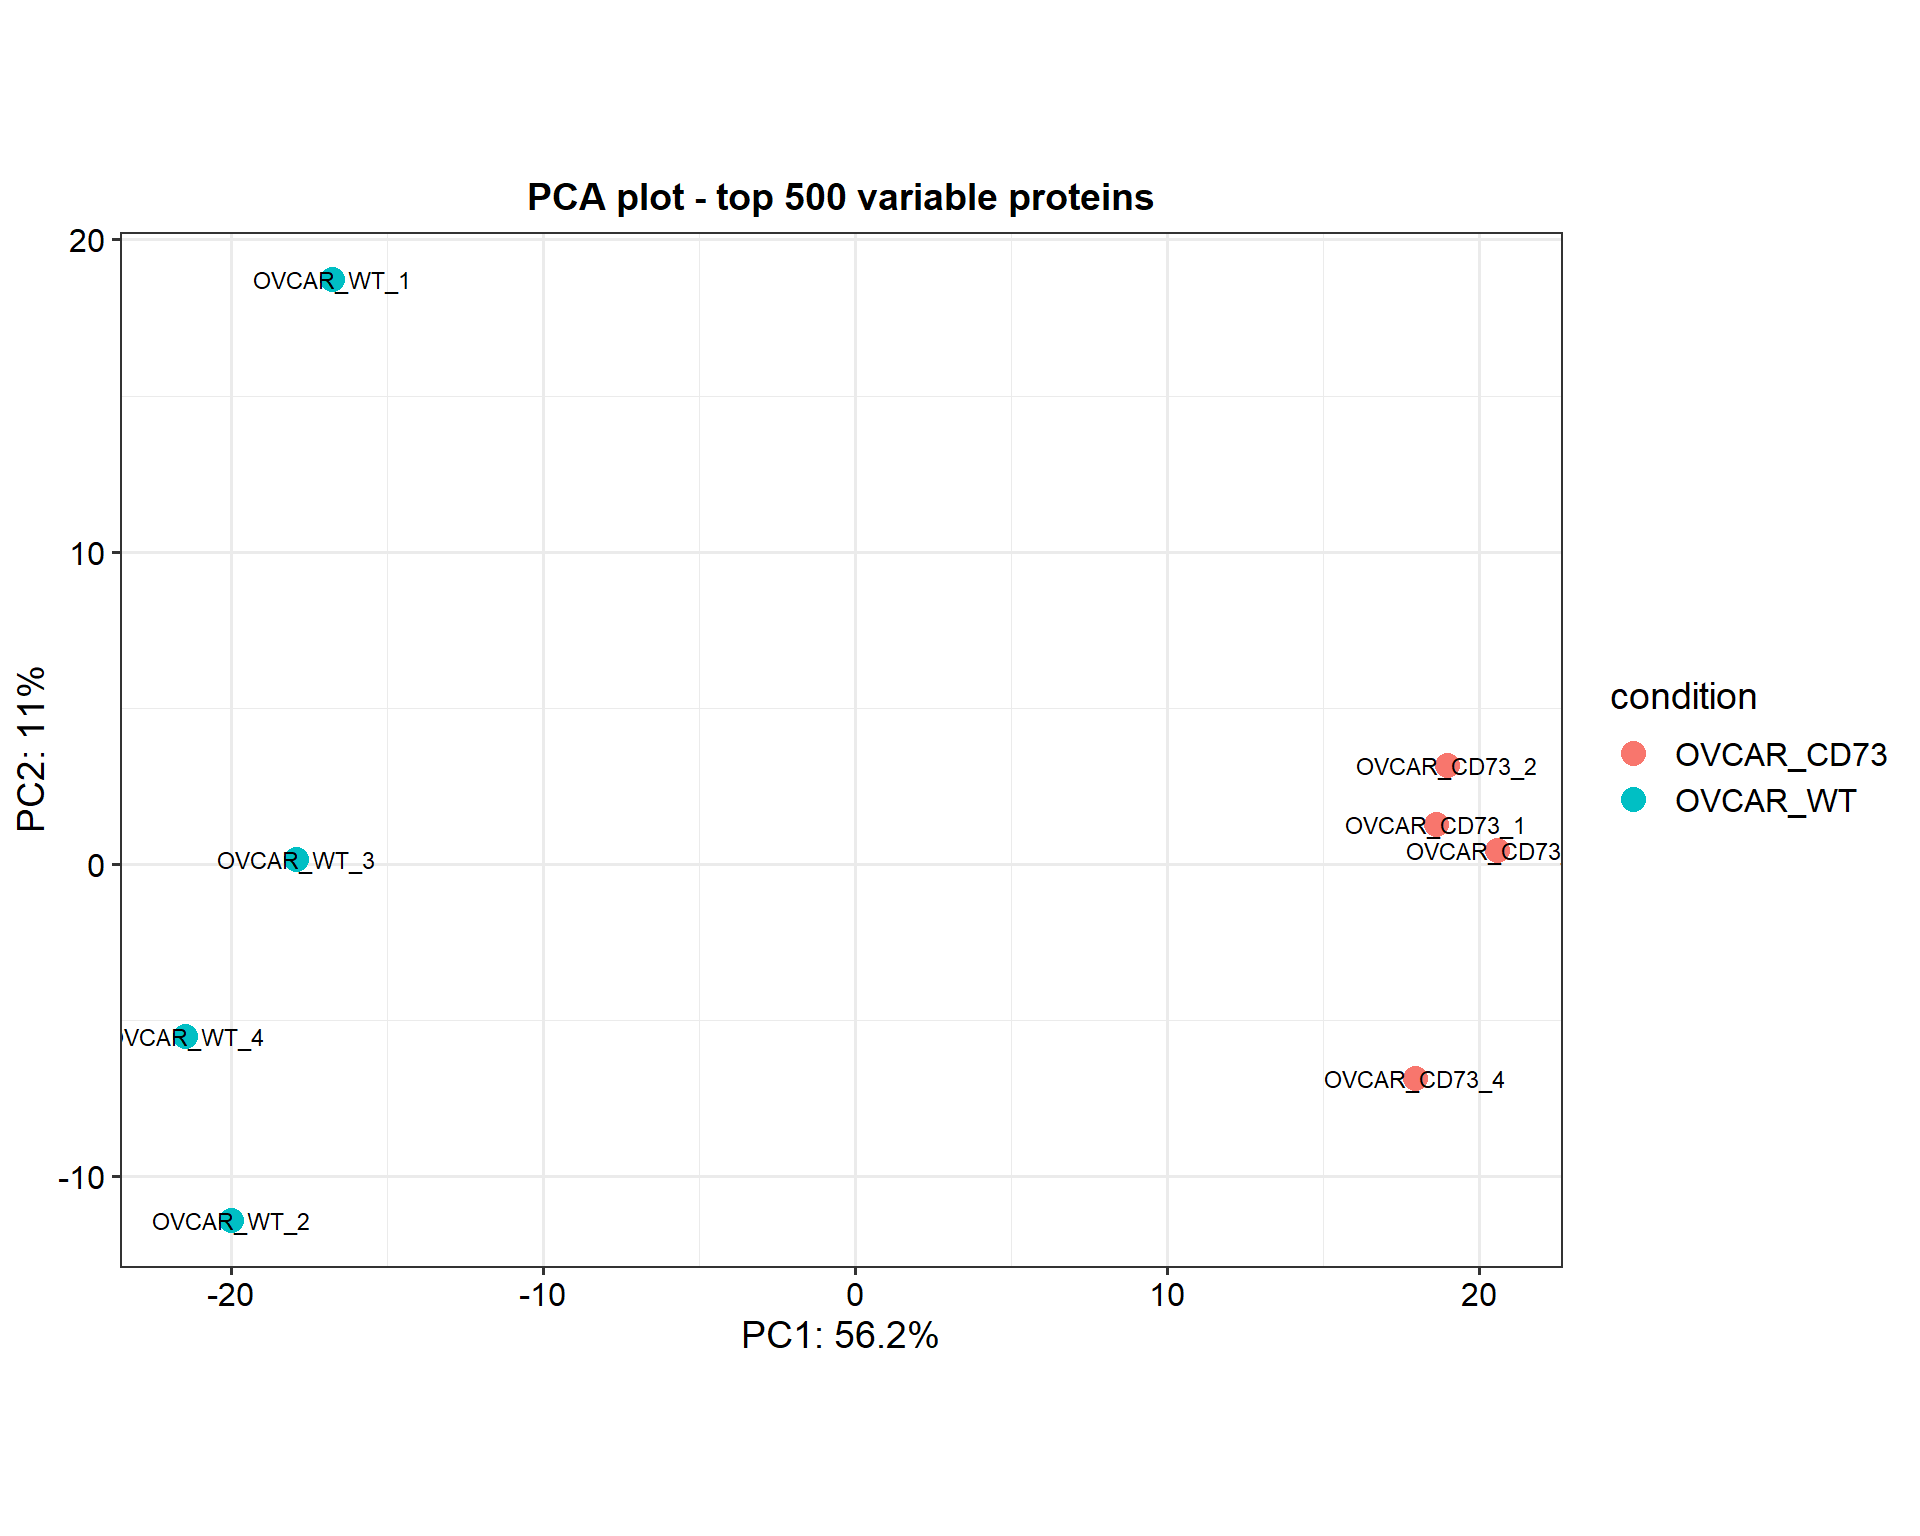 PCA plot - top 500 variable proteins
20
10
0
-10
PC2: 11%
OVCAR_WT_1
OVCAR_CD73_2
OVCAR_CD73_1
OVCAR_CD73
OVCAR_WT_3
OVCAR_WT_4
OVCAR_CD73_4
OVCAR_WT_2
-20
-10
0
10
20
PC1: 56.2%
condition
OVCAR_CD73
OVCAR_WT